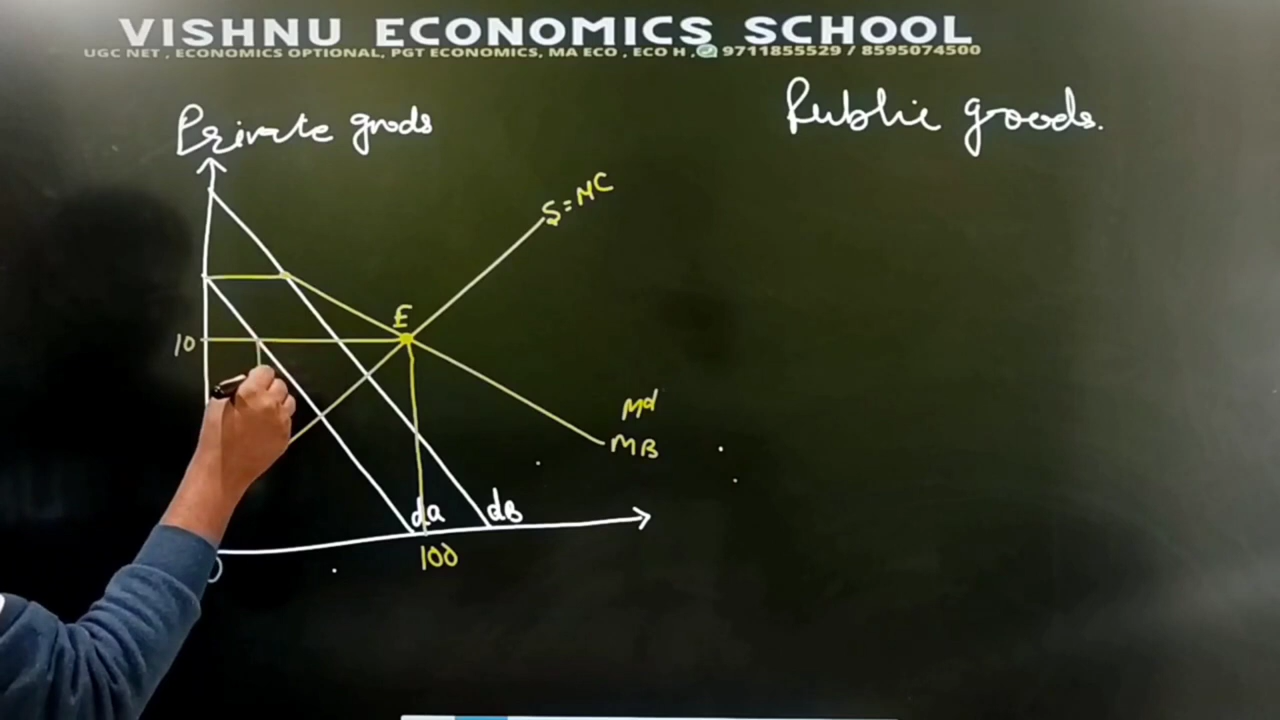 VISHNU ECONOMICS SCHOOL
UGC NET , ECONOMICS OPTIONAL, PGT ECONOMICS, MA ECO , ECO H , 9711855529 / 8595074500
Private goods
Public goods.
S=MC
E
10
Md
MB
da
dB
100
0